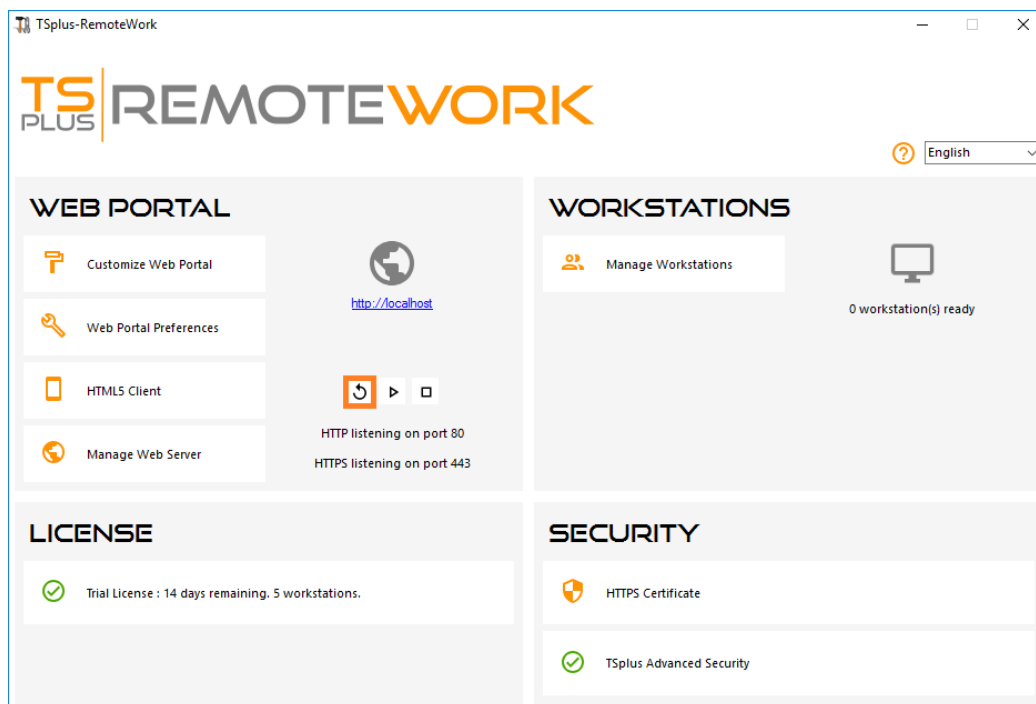 TSplus-RemoteWork
TS
PLUS
REMOTEWORK
English
WEB PORTAL
Customize Web Portal
Web Portal Preferences
HTML5 Client
Manage Web Server
http://localhost
HTTP listening on port 80
HTTPS listening on port 443
WORKSTATIONS
Manage Workstations
0 workstation(s) ready
LICENSE
Trial License : 14 days remaining. 5 workstations.
SECURITY
HTTPS Certificate
TSplus Advanced Security